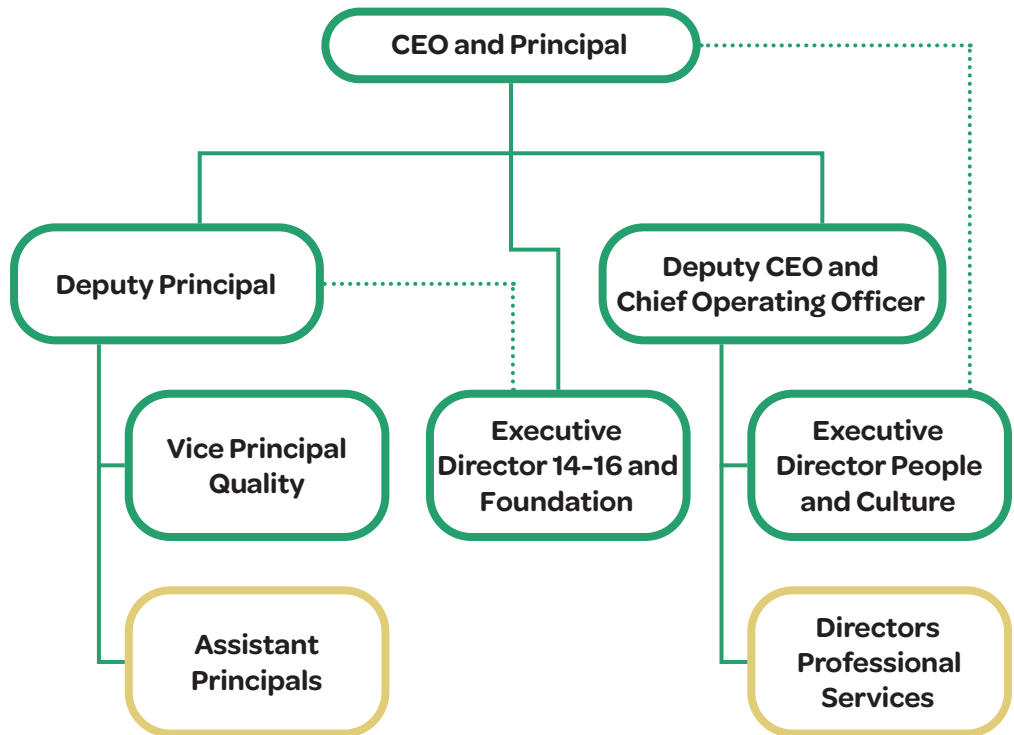 CEO and Principal
Deputy Principal
Deputy CEO and
Chief Operating Officer
Vice Principal
Quality
Executive
Director 14-16 and
Foundation
Executive
Director People
and Culture
Assistant
Principals
Directors
Professional
Services